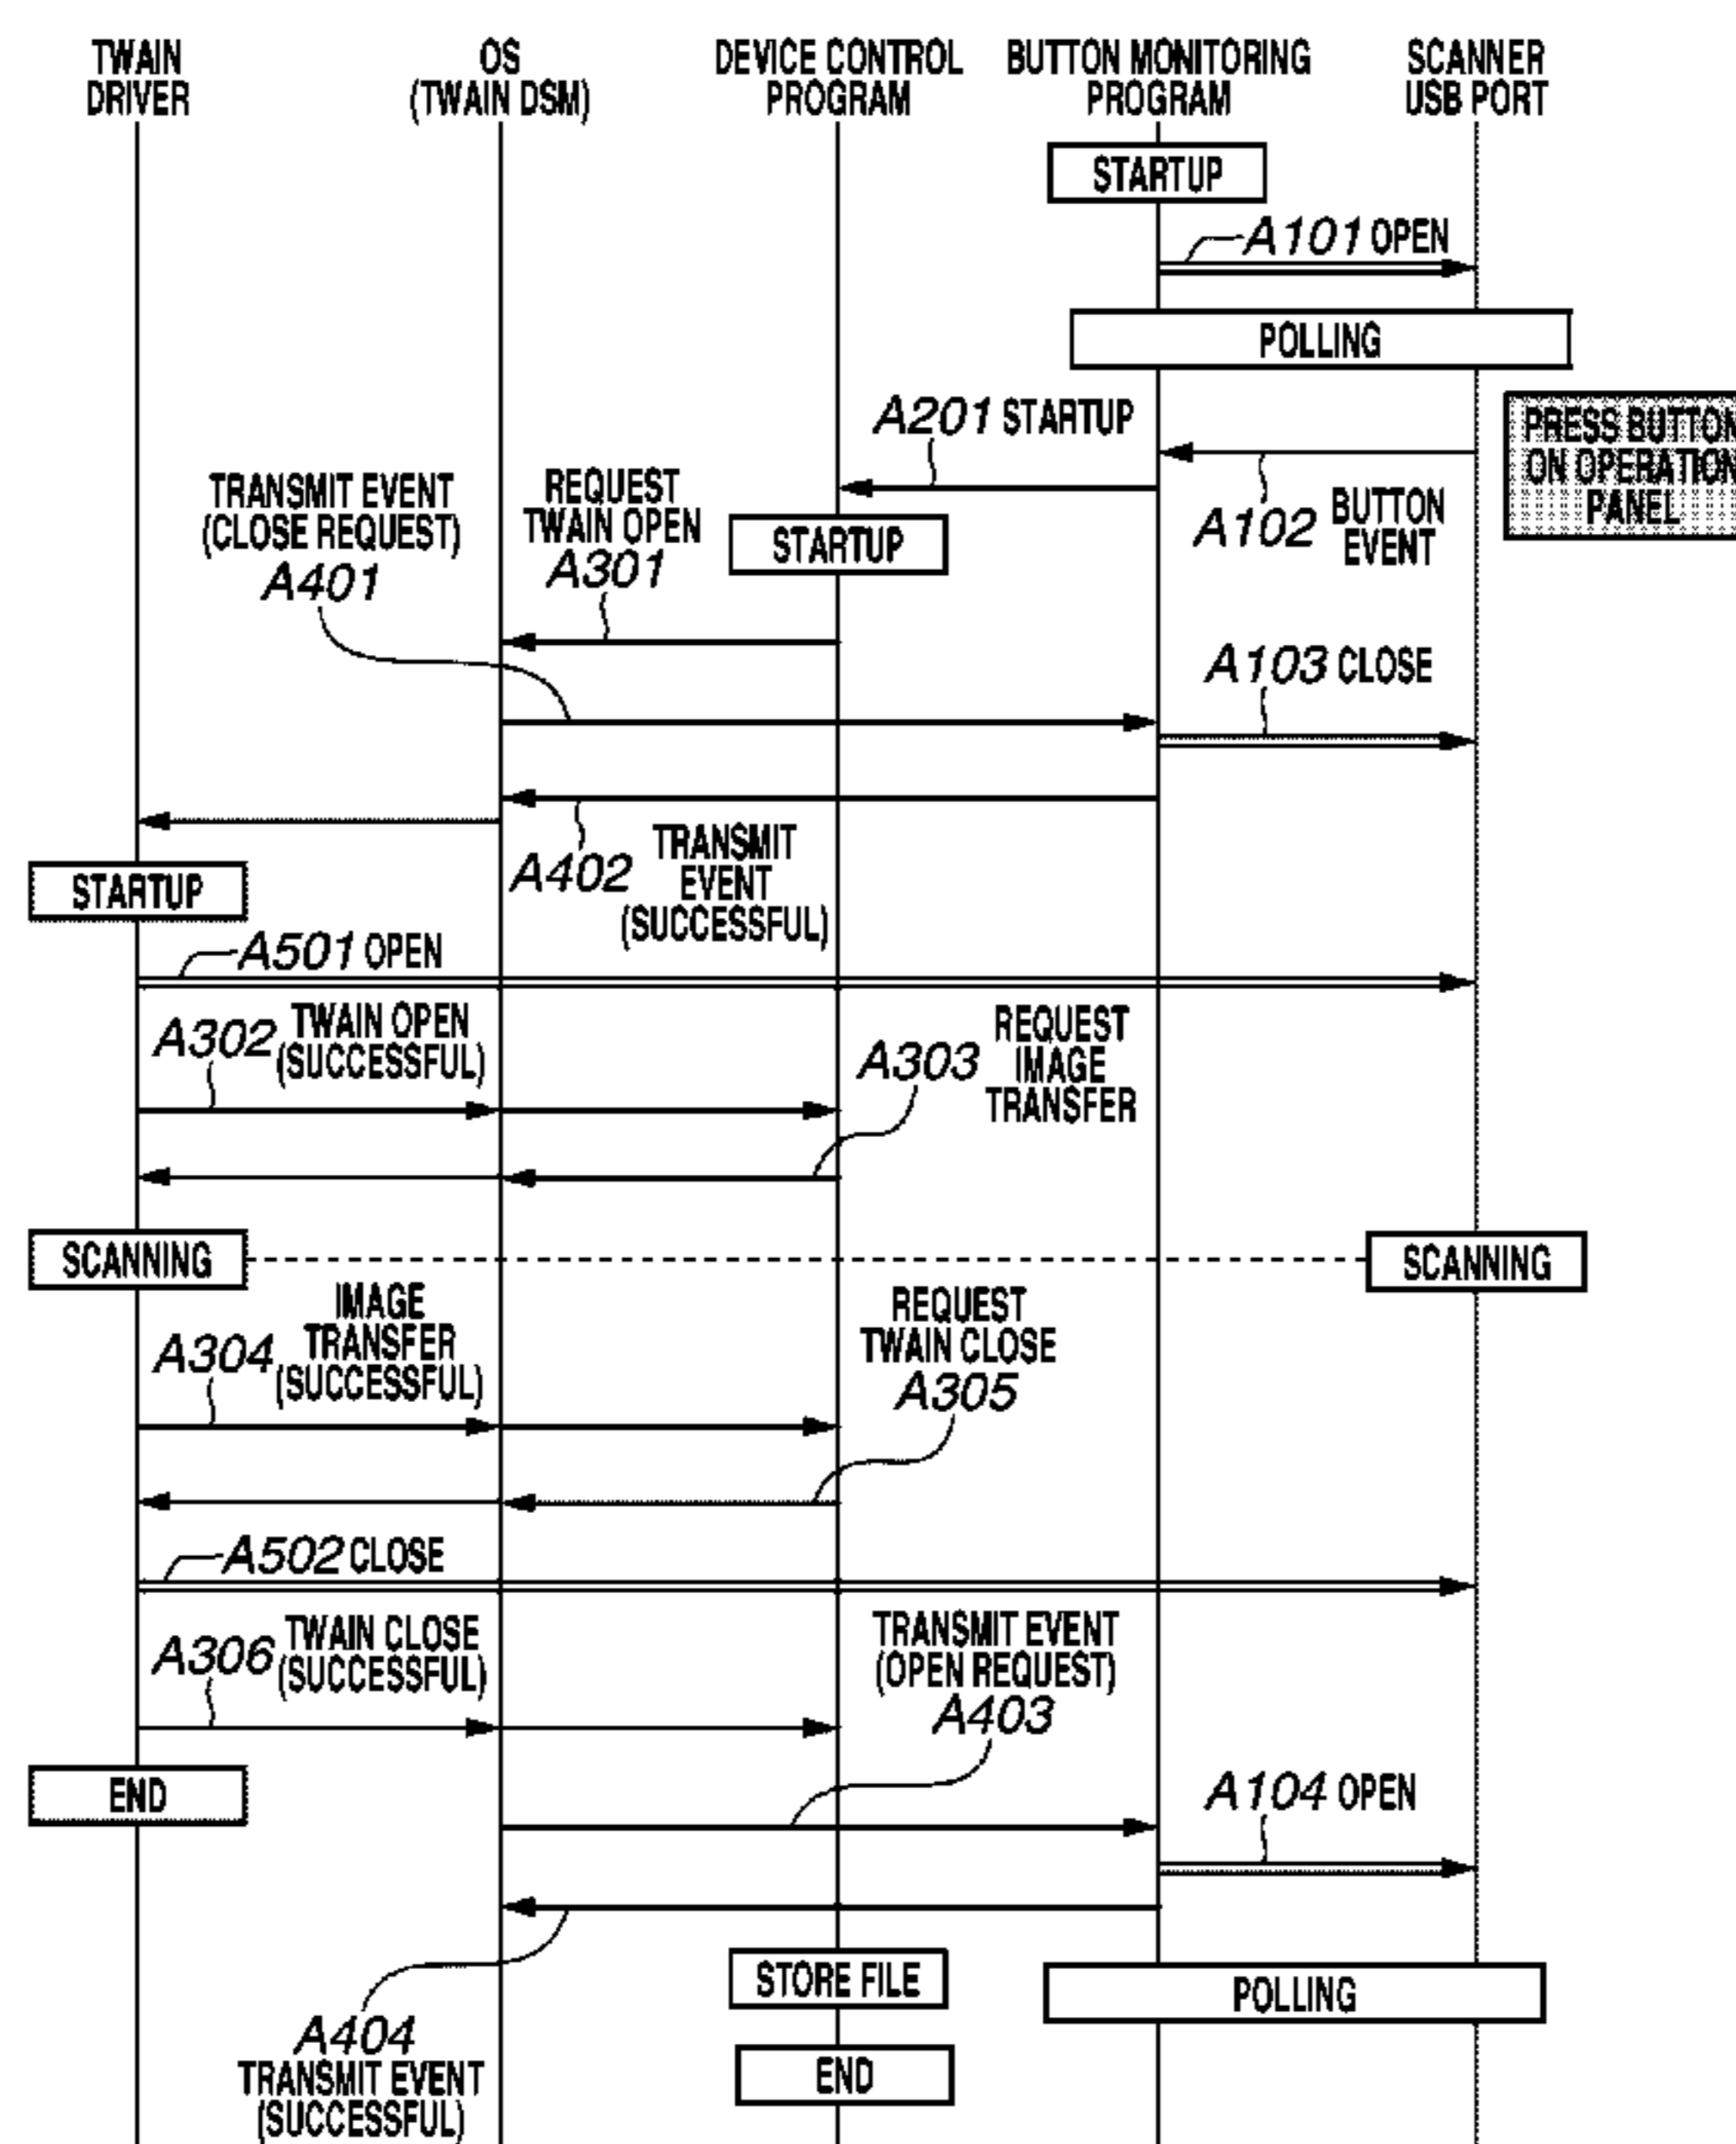 TWAIN
DRIVER
OS
(TWAIN DSM)
DEVICE CONTROL
PROGRAM
BUTTON MONITORING
PROGRAM
SCANNER
USB PORT
STARTUP
A101 OPEN
POLLING
A201 STARTUP
PRESS BUTTON
ON OPERATION
PANEL
TRANSMIT EVENT
(CLOSE REQUEST)
A401
REQUEST
TWAIN OPEN
A301
STARTUP
A102 BUTTON
EVENT
A103 CLOSE
STARTUP
A402 TRANSMIT
EVENT
(SUCCESSFUL)
A501 OPEN
A302 TWAIN OPEN
(SUCCESSFUL)
A303 REQUEST
IMAGE
TRANSFER
SCANNING
SCANNING
A304 IMAGE
TRANSFER
(SUCCESSFUL)
REQUEST
TWAIN CLOSE
A305
A502 CLOSE
A306 TWAIN CLOSE
(SUCCESSFUL)
TRANSMIT EVENT
(OPEN REQUEST)
A403
END
A104 OPEN
STORE FILE
POLLING
A404
TRANSMIT EVENT
(SUCCESSFUL)
END